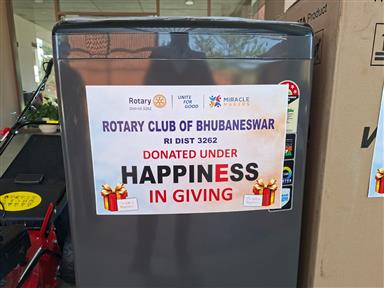 Product
Rotary
District 3262
UNITE
FOR
GOOD
MIRACLE
MAKERS
ROTARY CLUB OF BHUBANESWAR
RI DIST 3262
DONATED UNDER
HAPPINESS
IN GIVING